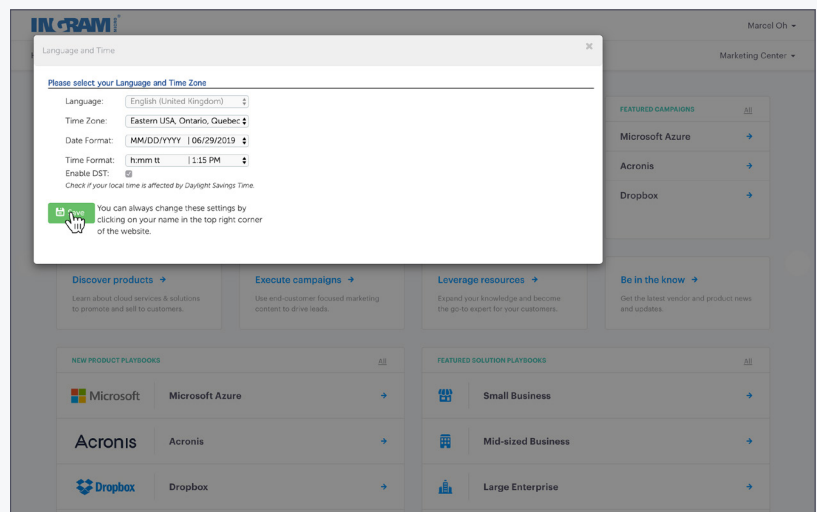 INGRAM
Marcel Oh
Marketing Center
Language and Time
Please select your Language and Time Zone
Language: English (United Kingdom)
Time Zone: Eastern USA, Ontario, Quebec
Date Format: MM/DD/YYYY | 06/29/2019
Time Format: h:mm tt | 1:15 PM
Enable DST:
Check if your local time is affected by Daylight Savings Time.
Save
You can always change these settings by
clicking on your name in the top right corner
of the website.
FEATURED CAMPAIGNS All
Microsoft Azure
Acronis
Dropbox
Discover products
Learn about cloud services & solutions
to promote and sell to customers.
Execute campaigns
Use end-customer focused marketing
content to drive leads.
Leverage resources
Expand your knowledge and become
the go-to expert for your customers.
Be in the know
Get the latest vendor and product news
and updates.
NEW PRODUCT PLAYBOOKS All
Microsoft Microsoft Azure
Acronis Acronis
Dropbox Dropbox
FEATURED SOLUTION PLAYBOOKS All
Small Business
Mid-sized Business
Large Enterprise